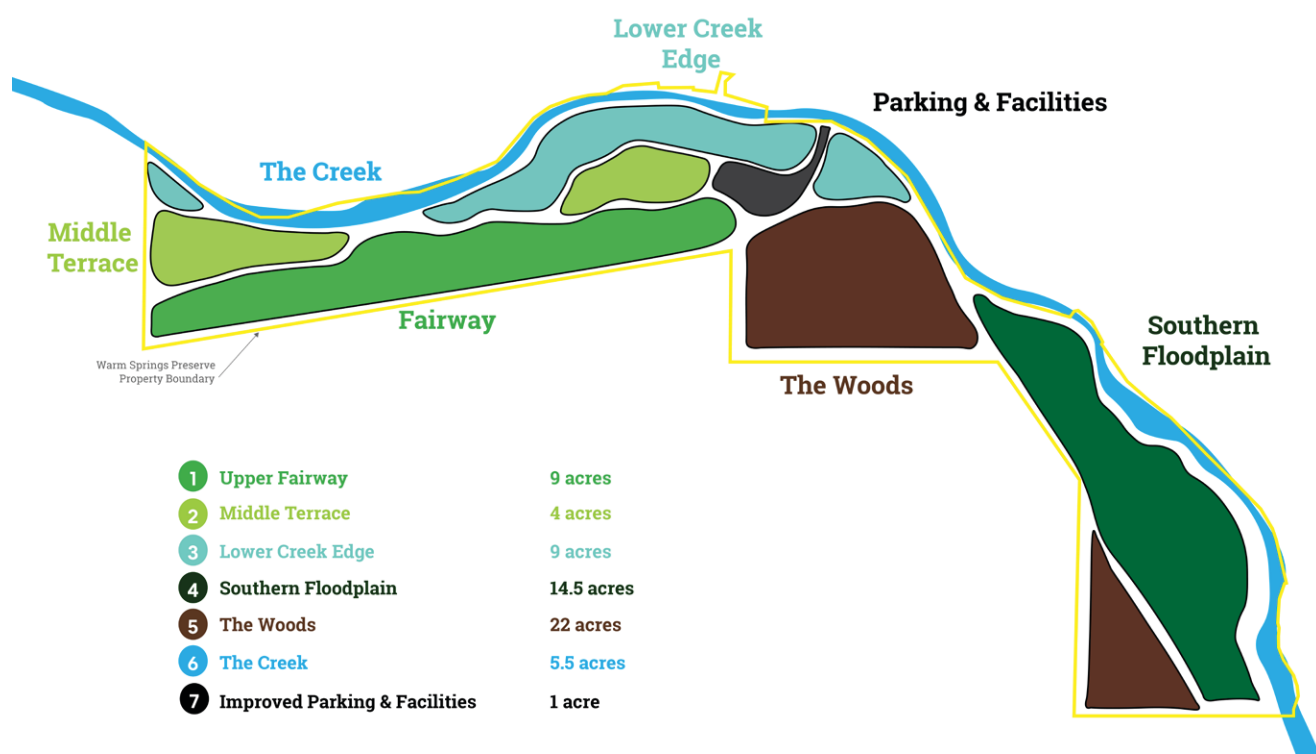 Lower Creek
Edge
Parking & Facilities
The Creek
Middle
Terrace
Fairway
Southern
Floodplain
Warm Springs Preserve
Property Boundary
The Woods
1 Upper Fairway 9 acres
2 Middle Terrace 4 acres
3 Lower Creek Edge 9 acres
4 Southern Floodplain 14.5 acres
5 The Woods 22 acres
6 The Creek 5.5 acres
7 Improved Parking & Facilities 1 acre